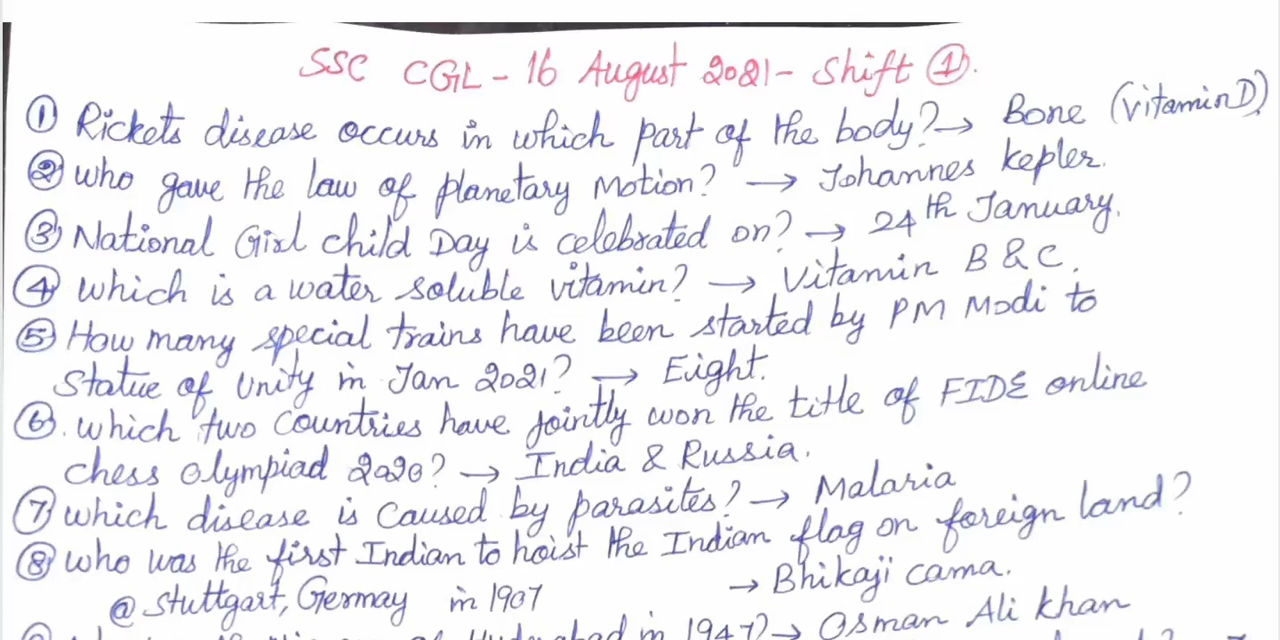 SSC CGL - 16 August 2021 - Shift ①.
① Rickets disease occurs in which part of the body? → Bone (vitamin D)
② who gave the law of planetary Motion? → Johannes kepler.
③ National Girl child Day is celebrated on? → 24th January.
④ which is a water soluble vitamin? → Vitamin B & C.
⑤ How many special trains have been started by PM Modi to
Statue of Unity in Jan 2021? → Eight.
⑥. which two countries have jointly won the title of FIDE online
chess olympiad 2020? → India & Russia.
⑦ which disease is caused by parasites? → Malaria
⑧ who was the first Indian to hoist the Indian flag on foreign land?
@ Stuttgart, Germay in 1907 → Bhikaji cama.
of Hyderabad in 1947? → Osman Ali khan